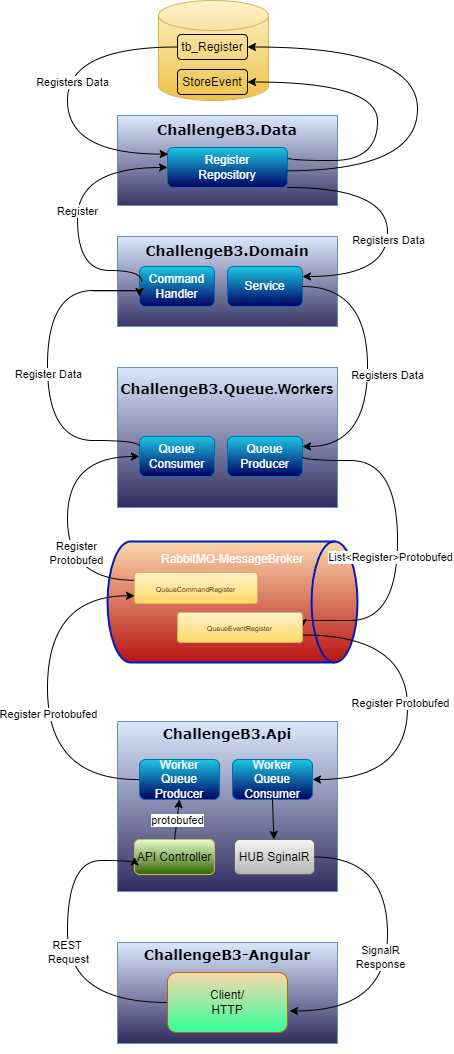 tb_Register
StoreEvent
Registers Data
ChallengeB3.Data
Register
Repository
Register
Registers Data
ChallengeB3.Domain
Command
Handler
Service
Register Data
Registers Data
ChallengeB3.Queue.Workers
Queue
Consumer
Queue
Producer
Register
Protobufed
RabbitMQ-MessageBroker
List<Register>Protobufed
QueueCommandRegister
QueueEventRegister
Register Protobufed
Register Protobufed
ChallengeB3.Api
Worker
Queue
Producer
Worker
Queue
Consumer
protobufed
API Controller
HUB SginalR
REST
Request
SignalR
Response
ChallengeB3-Angular
Client/
HTTP